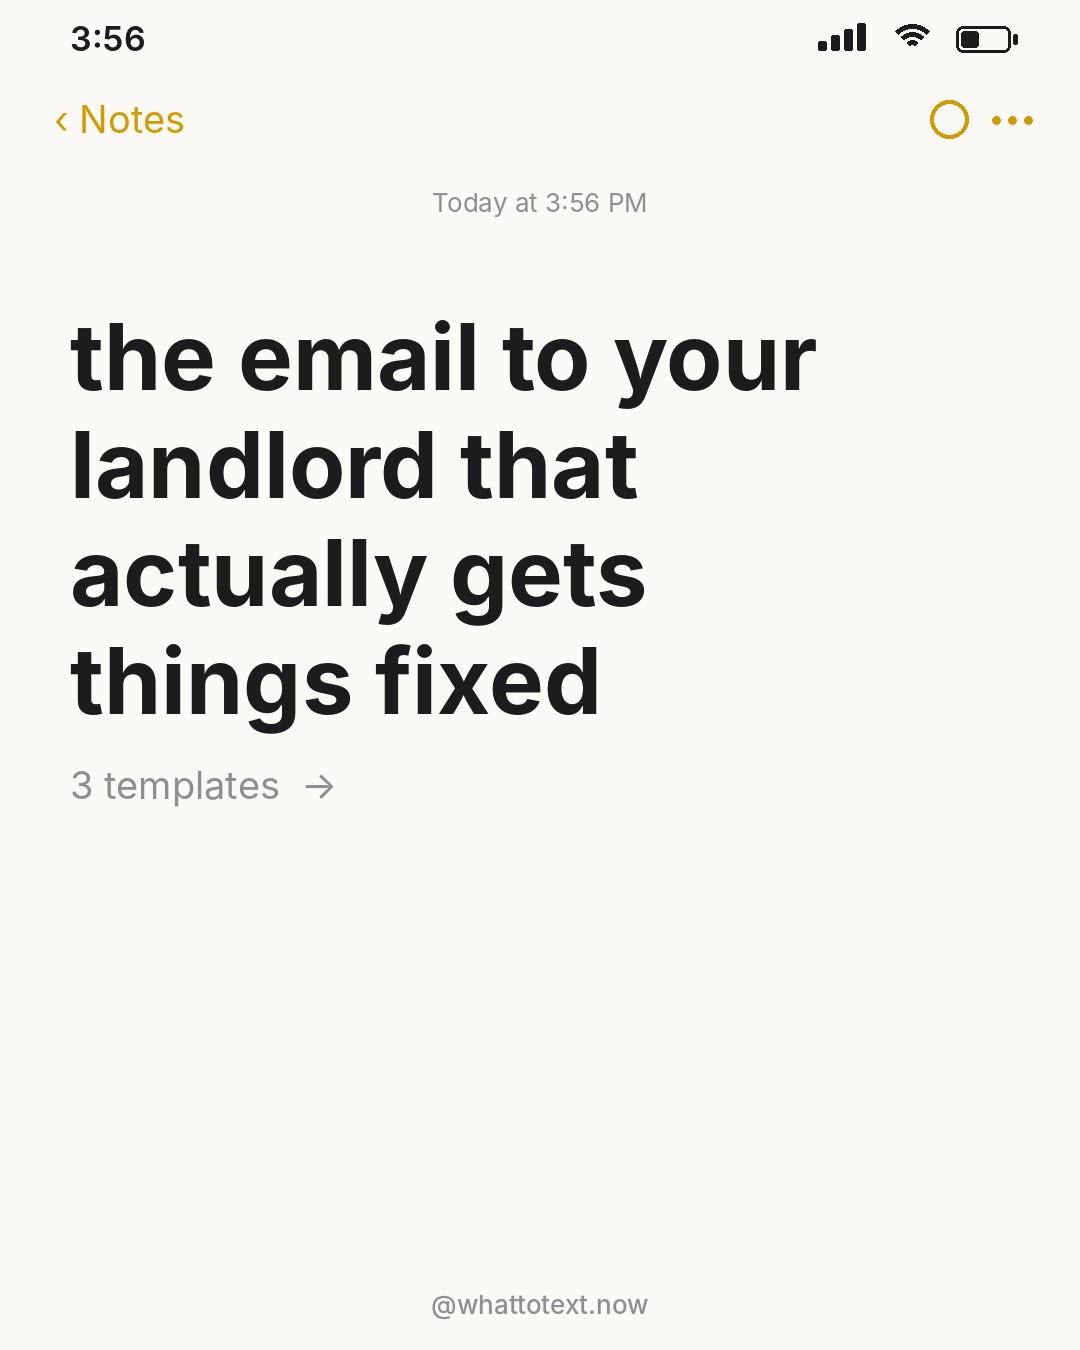 3:56
‹ Notes
Today at 3:56 PM
the email to your
landlord that
actually gets
things fixed
3 templates →
@whattotext.now